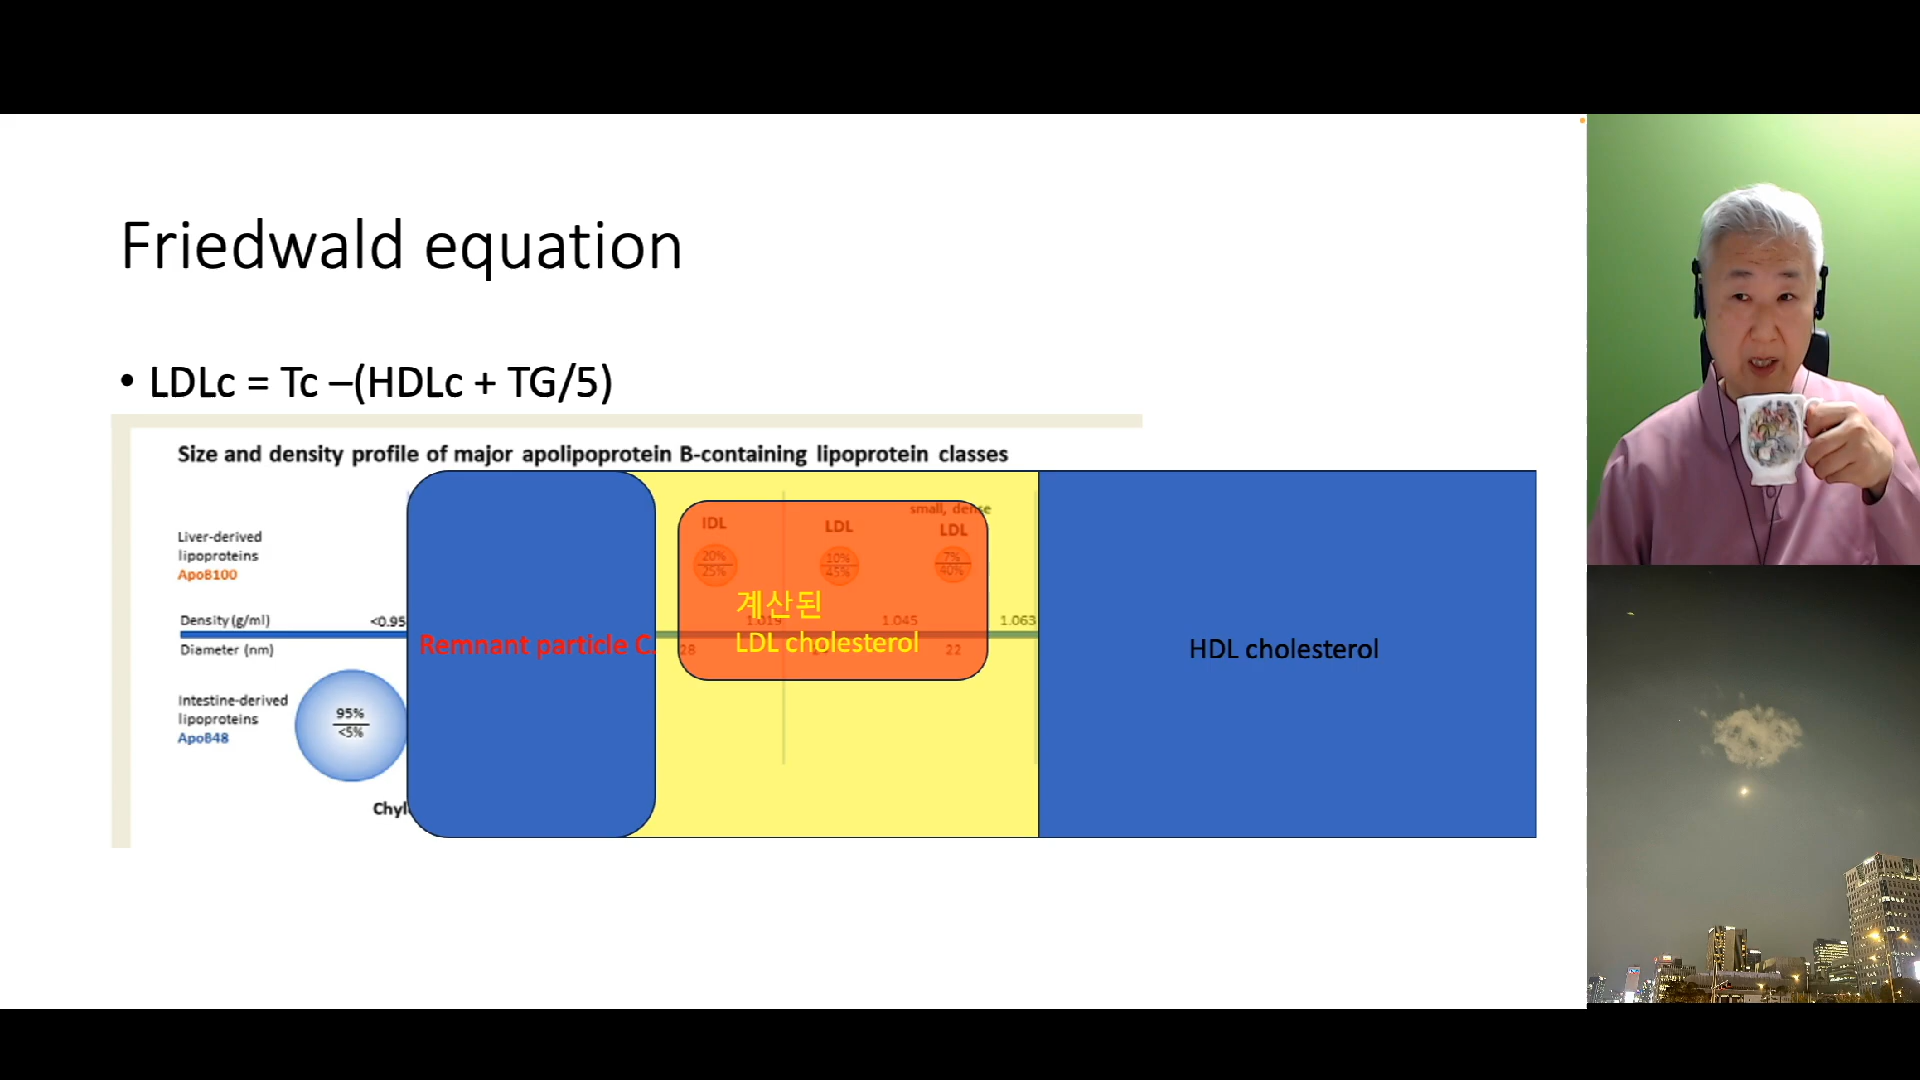 Friedwald equation
• LDLc = Tc –(HDLc + TG/5)
Size and density profile of major apolipoprotein B-containing lipoprotein classes
small, dense
IDL
LDL
LDL
Liver-derived
lipoproteins
ApoB100
20%
25%
10%
45%
7%
40%
계산된
LDL cholesterol
Density (g/ml)
<0.95
1.019
1.045
1.063
Remnant particle C.
HDL cholesterol
Diameter (nm)
28
22
Intestine-derived
lipoproteins
ApoB48
95%
<5%